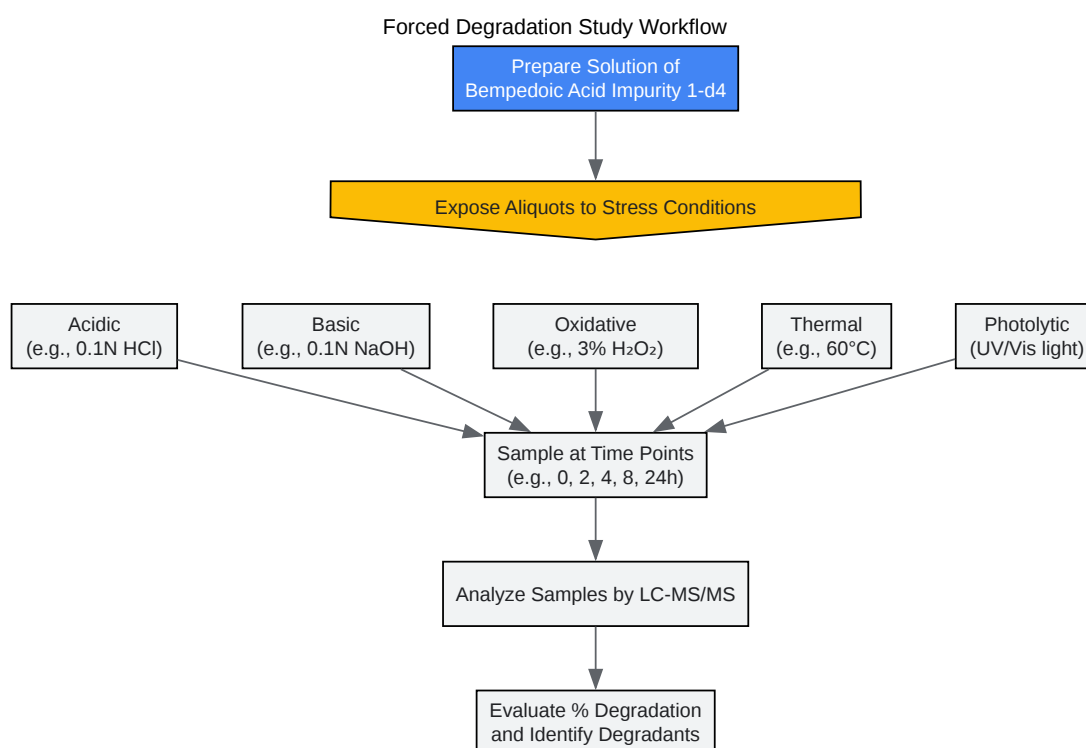 Forced Degradation Study Workflow
Prepare Solution of
Bempedoic Acid Impurity 1-d4
Expose Aliquots to Stress Conditions
Acidic
(e.g., 0.1N HCl)
Basic
(e.g., 0.1N NaOH)
Oxidative
(e.g., 3% H₂O₂)
Thermal
(e.g., 60°C)
Photolytic
(UV/Vis light)
Sample at Time Points
(e.g., 0, 2, 4, 8, 24h)
Analyze Samples by LC-MS/MS
Evaluate % Degradation
and Identify Degradants